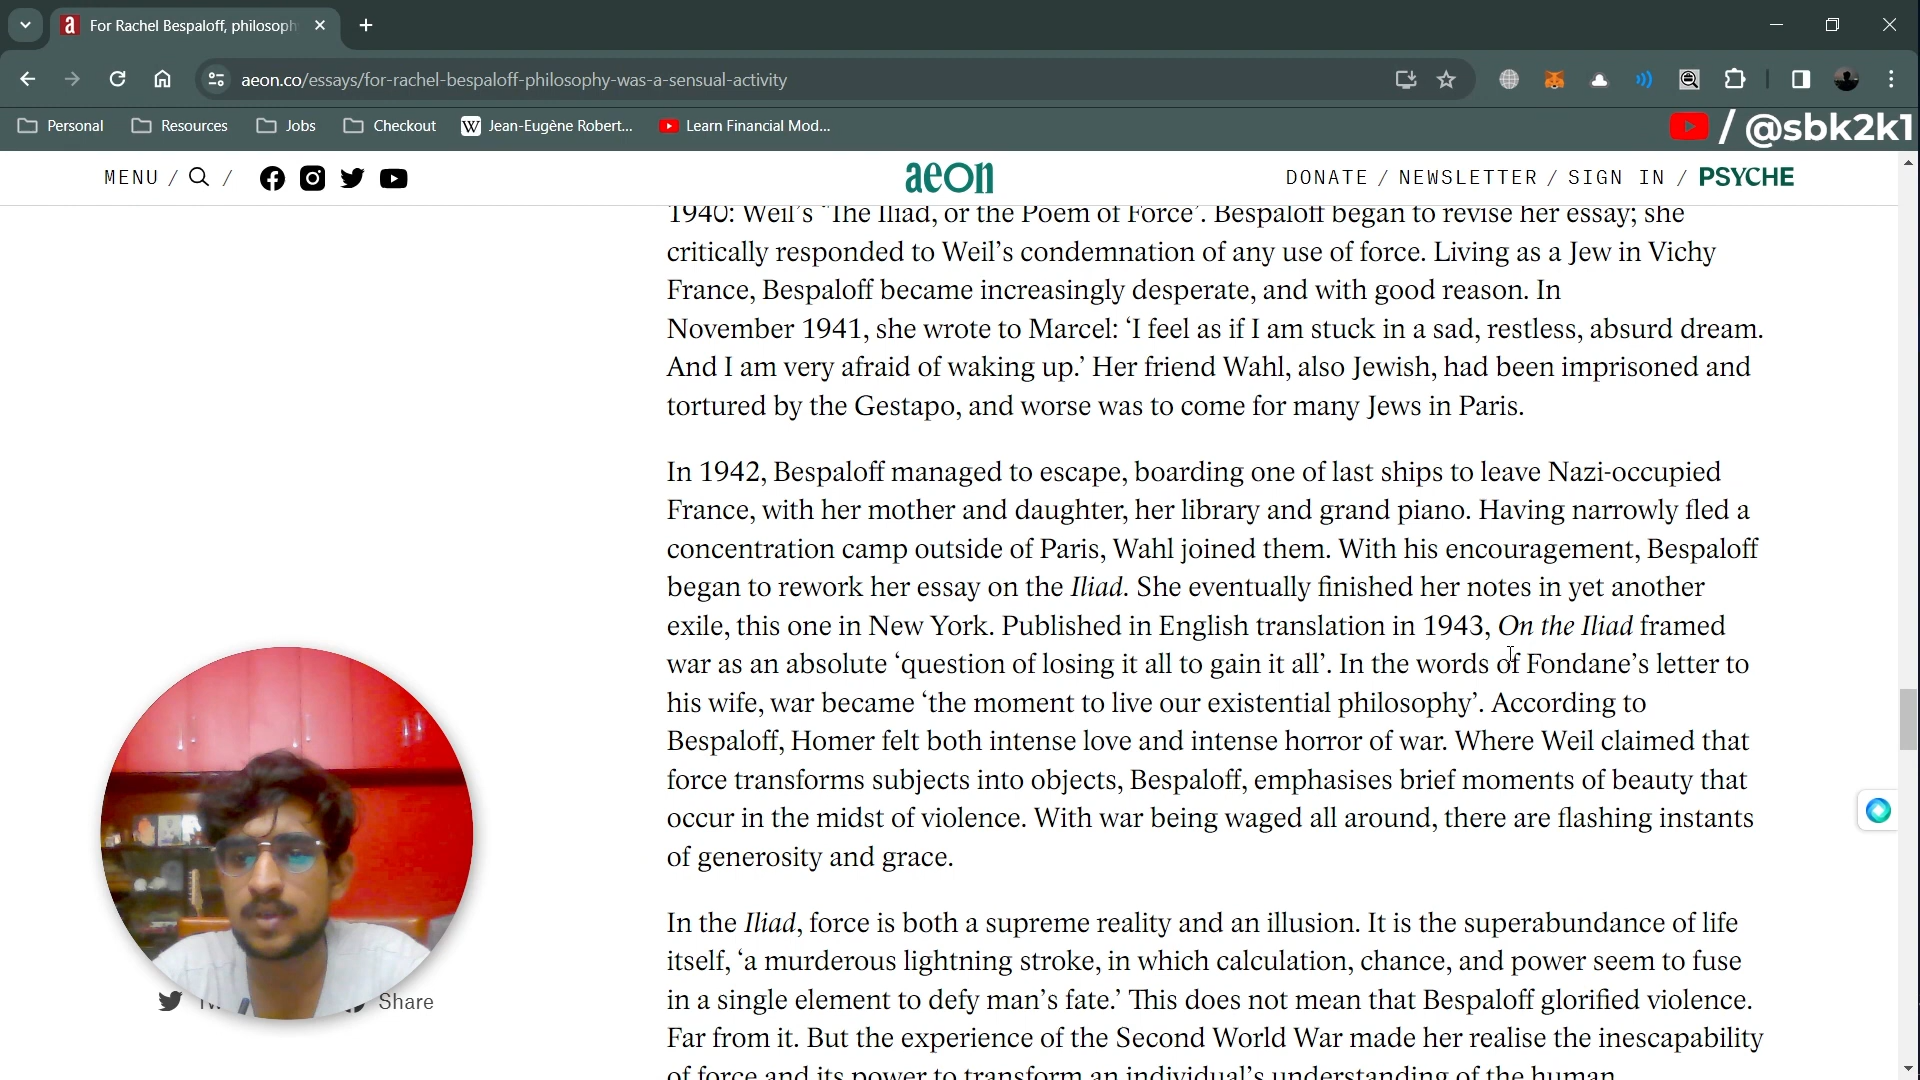 For Rachel Bespaloff, philosoph
aeon.co/essays/for-rachel-bespaloff-philosophy-was-a-sensual-activity
Personal Resources Jobs Checkout Jean-Eugène Robert... Learn Financial Mod...
/ @sbk2k1
MENU / / aeon DONATE / NEWSLETTER / SIGN IN / PSYCHE
1940: Weil’s ‘The Iliad, or the Poem of Force’. Bespaloff began to revise her essay; she
critically responded to Weil’s condemnation of any use of force. Living as a Jew in Vichy
France, Bespaloff became increasingly desperate, and with good reason. In
November 1941, she wrote to Marcel: ‘I feel as if I am stuck in a sad, restless, absurd dream.
And I am very afraid of waking up.’ Her friend Wahl, also Jewish, had been imprisoned and
tortured by the Gestapo, and worse was to come for many Jews in Paris.
In 1942, Bespaloff managed to escape, boarding one of last ships to leave Nazi-occupied
France, with her mother and daughter, her library and grand piano. Having narrowly fled a
concentration camp outside of Paris, Wahl joined them. With his encouragement, Bespaloff
began to rework her essay on the Iliad. She eventually finished her notes in yet another
exile, this one in New York. Published in English translation in 1943, On the Iliad framed
war as an absolute ‘question of losing it all to gain it all’. In the words of Fondane’s letter to
his wife, war became ‘the moment to live our existential philosophy’. According to
Bespaloff, Homer felt both intense love and intense horror of war. Where Weil claimed that
force transforms subjects into objects, Bespaloff, emphasises brief moments of beauty that
occur in the midst of violence. With war being waged all around, there are flashing instants
of generosity and grace.
In the Iliad, force is both a supreme reality and an illusion. It is the superabundance of life
itself, ‘a murderous lightning stroke, in which calculation, chance, and power seem to fuse
in a single element to defy man’s fate.’ This does not mean that Bespaloff glorified violence.
Share
Far from it. But the experience of the Second World War made her realise the inescapability
of force and its power to transform an individual’s understanding of the human